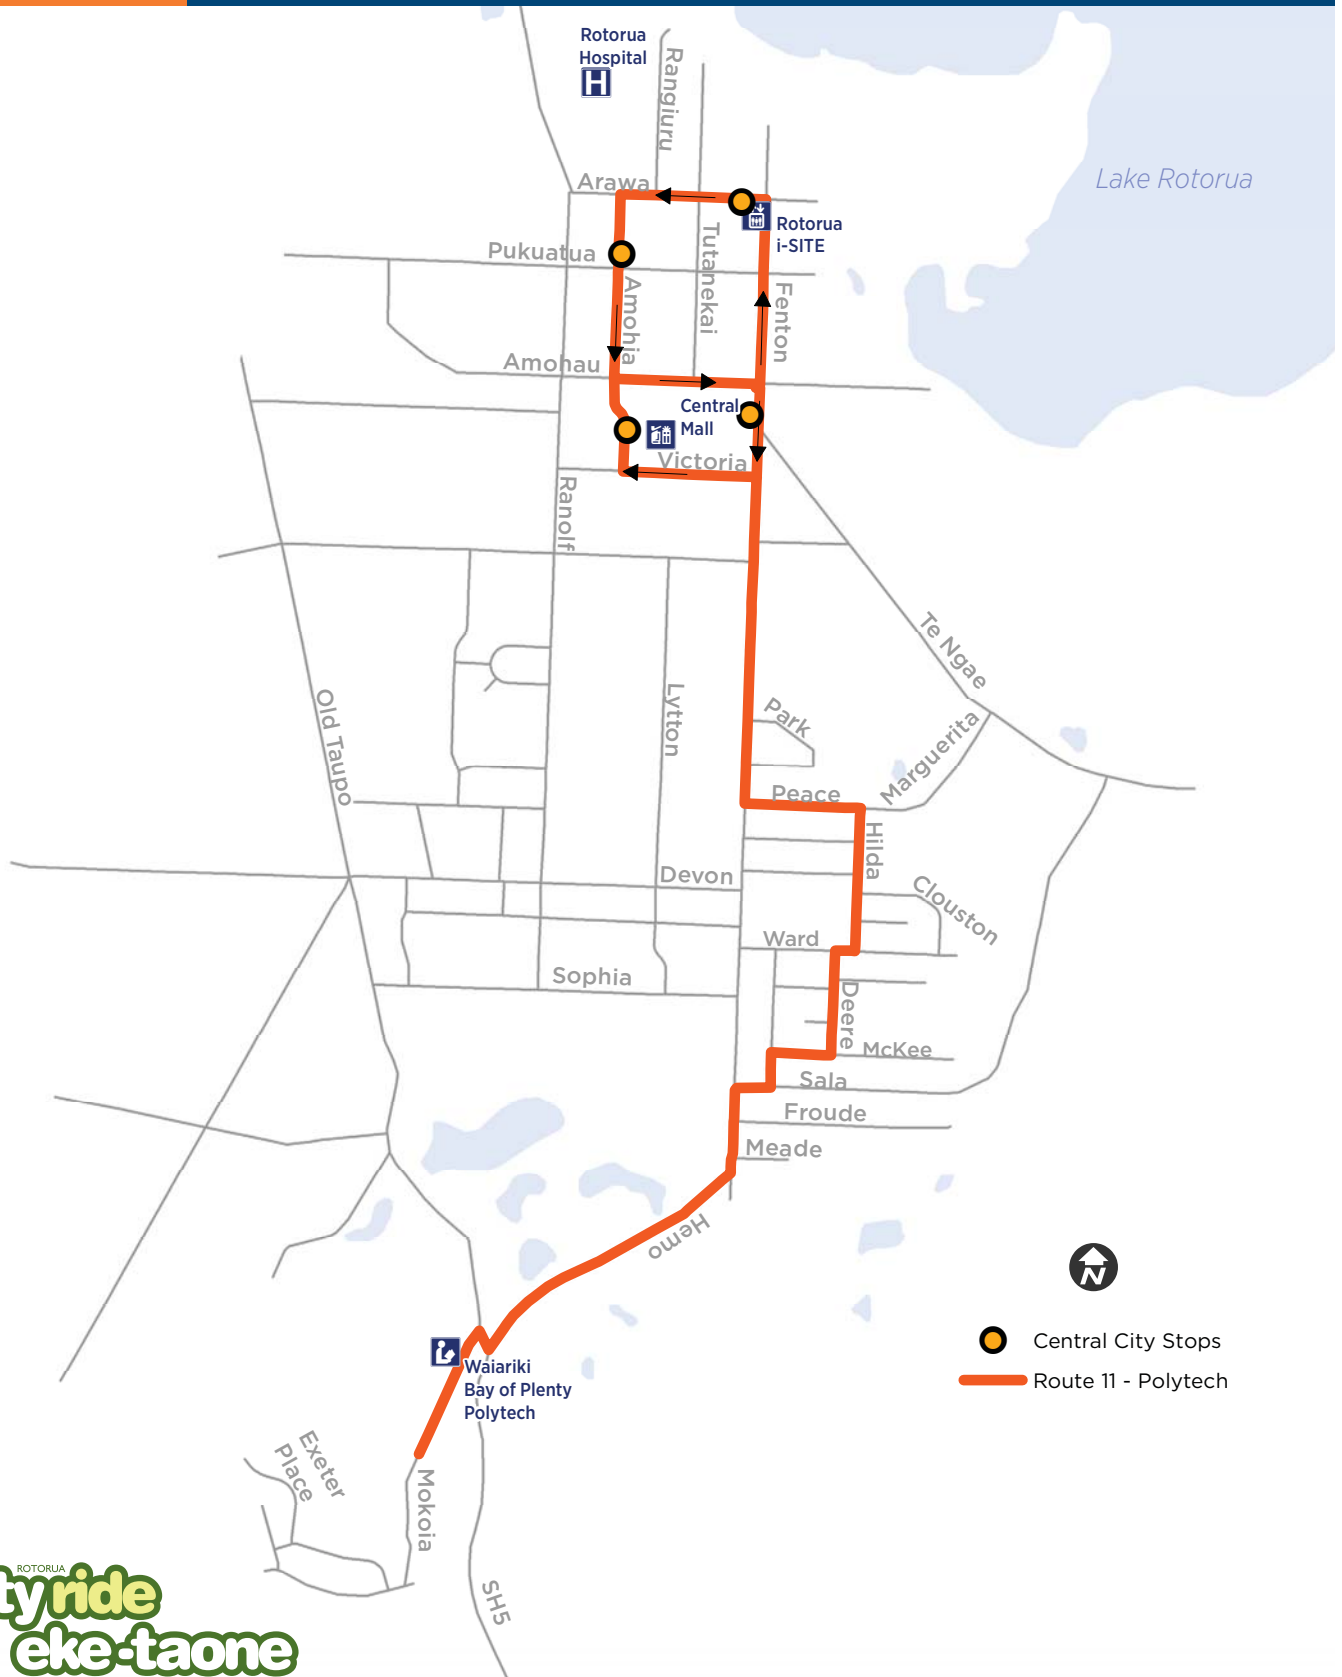 Rotorua
Hospital
H
Rangiuru
Lake Rotorua
Arawa
Rotorua
i-SITE
Pukuatua
Tutanekai
Amohia
Fenton
Amohau
Central
Mall
Victoria
Ranolf
Te Ngae
Old Taupo
Lytton
Park
Marguerita
Peace
Hilda
Devon
Clouston
Ward
Sophia
Deere
McKee
Sala
Froude
Meade
Hemo
N
Central City Stops
Route 11 - Polytech
Waiariki
Bay of Plenty
Polytech
Exeter
Place
Mokoia
SH5
ROTORUA
tyride
eke-taone